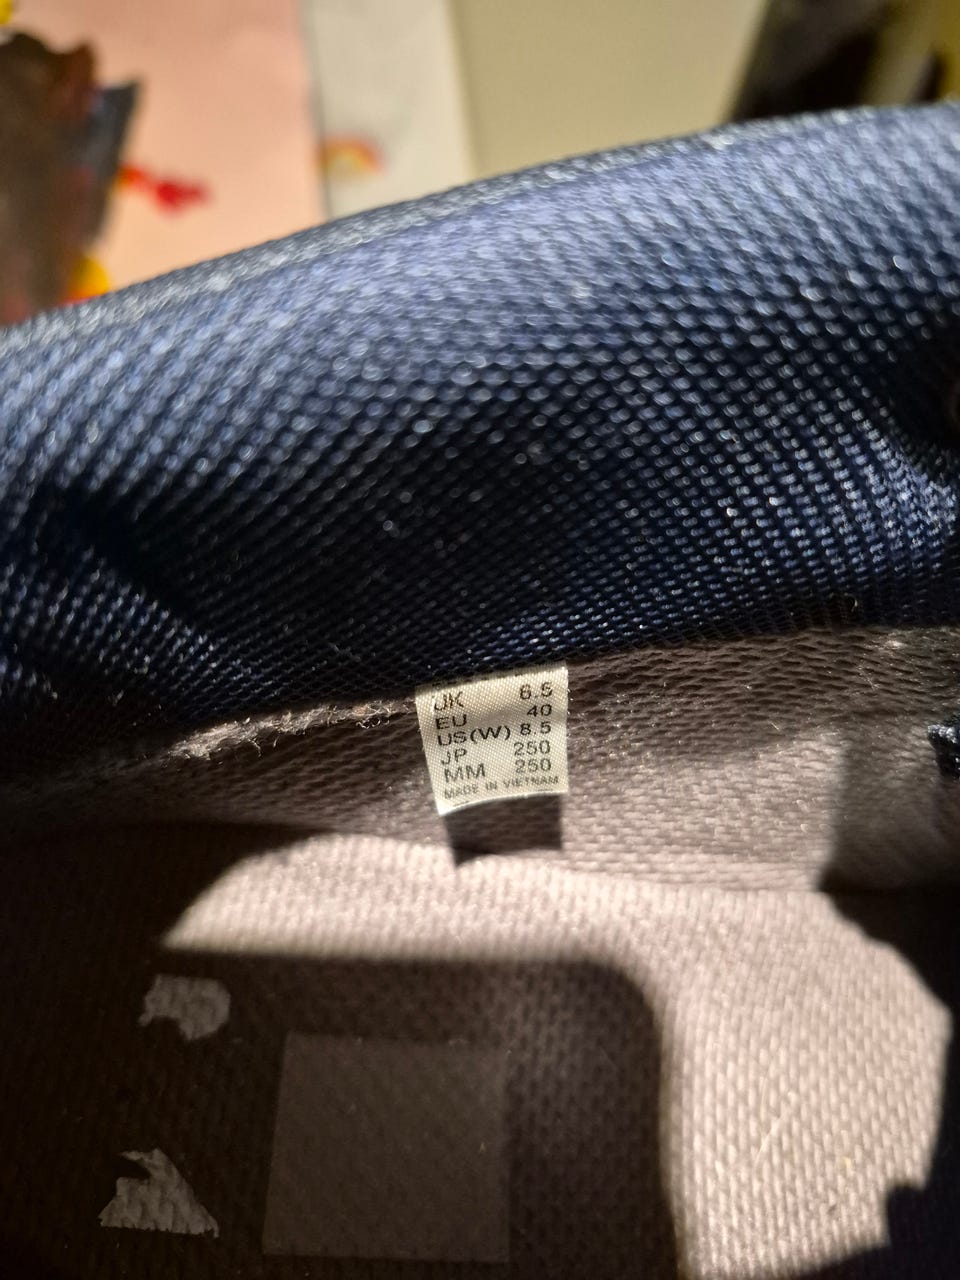 UK 6.5
EU 40
US(W) 8.5
JP 250
MM 250
MADE IN VIETNAM